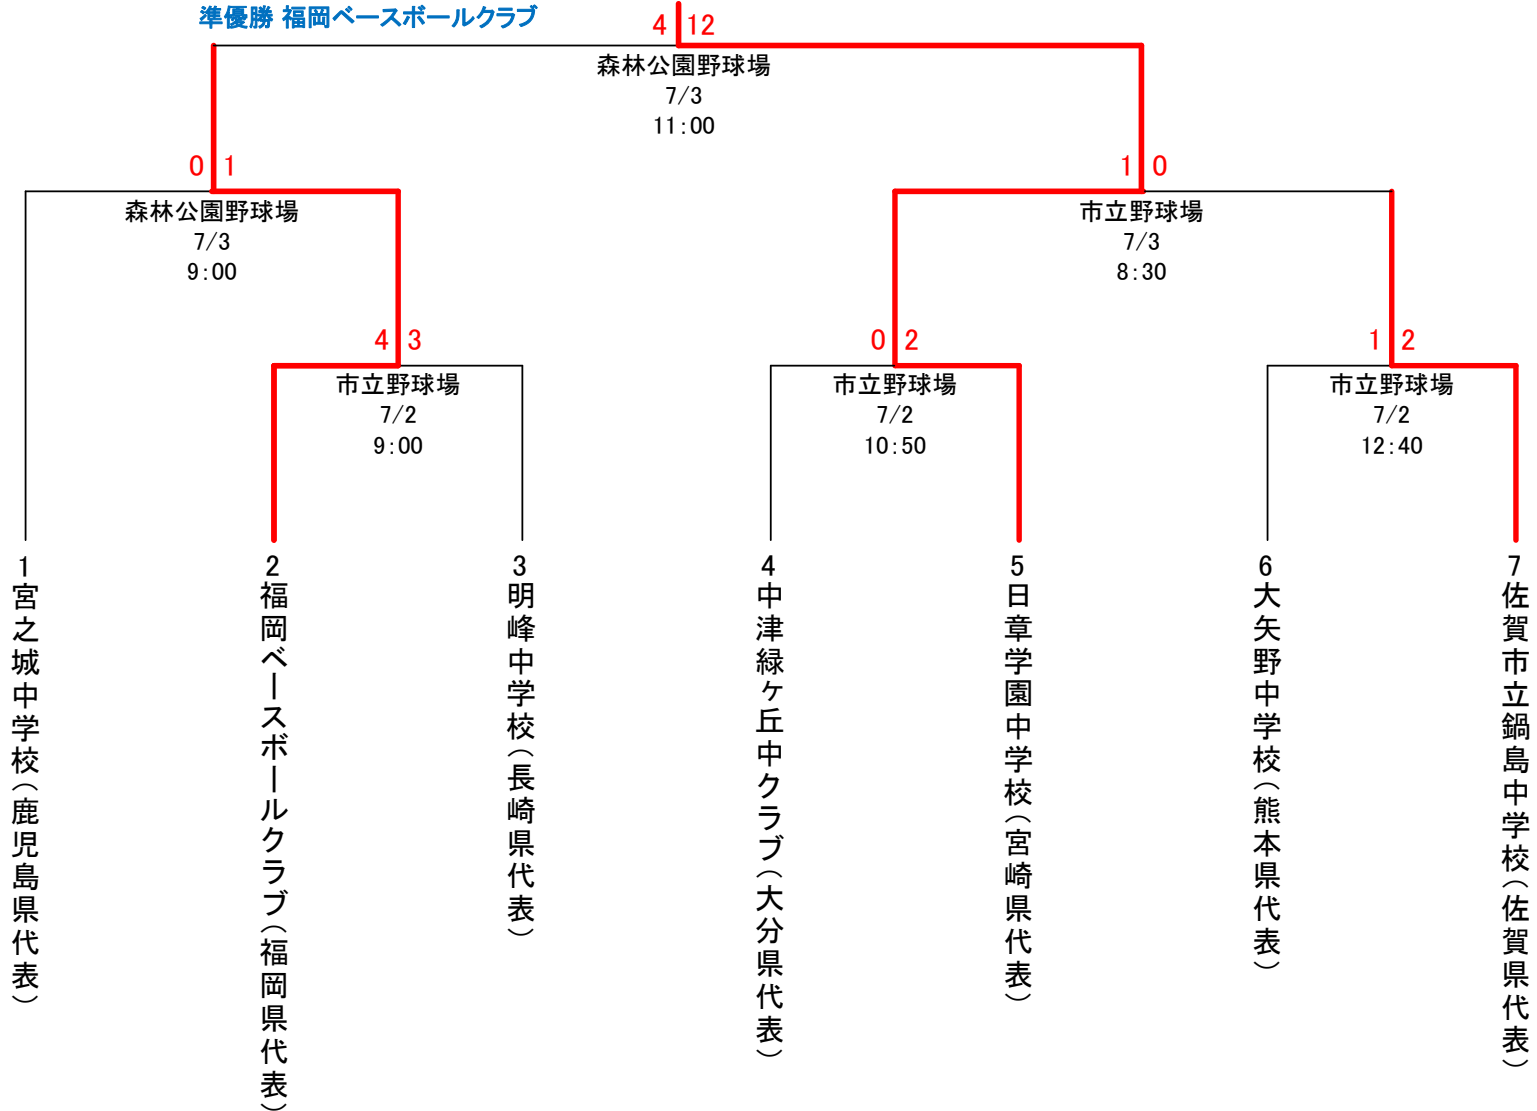 準優勝 福岡ベースボールクラブ
4 12
森林公園野球場
7/3
11:00
0 1
森林公園野球場
7/3
9:00
1 0
市立野球場
7/3
8:30
4 3
市立野球場
7/2
9:00
0 2
市立野球場
7/2
10:50
1 2
市立野球場
7/2
12:40
1
宮之城中学校（鹿児島県代表）
2
福岡ベースボールクラブ（福岡県代表）
3
明峰中学校（長崎県代表）
4
中津緑ヶ丘中クラブ（大分県代表）
5
日章学園中学校（宮崎県代表）
6
大矢野中学校（熊本県代表）
7
佐賀市立鍋島中学校（佐賀県代表）